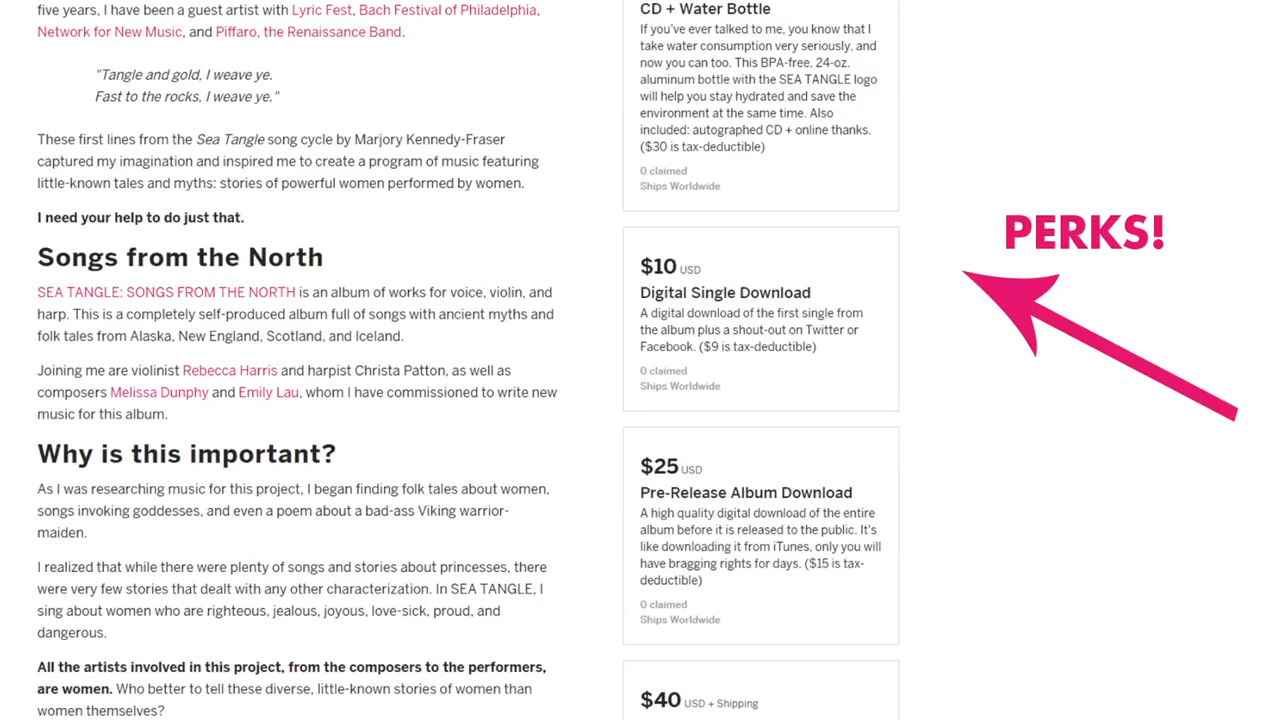 five years, I have been a guest artist with Lyric Fest, Bach Festival of Philadelphia,
Network for New Music, and Piffaro, the Renaissance Band.
"Tangle and gold, I weave ye.
Fast to the rocks, I weave ye."
These first lines from the Sea Tangle song cycle by Marjory Kennedy-Fraser
captured my imagination and inspired me to create a program of music featuring
little-known tales and myths: stories of powerful women performed by women.
I need your help to do just that.
Songs from the North
SEA TANGLE: SONGS FROM THE NORTH is an album of works for voice, violin, and
harp. This is a completely self-produced album full of songs with ancient myths and
folk tales from Alaska, New England, Scotland, and Iceland.
Joining me are violinist Rebecca Harris and harpist Christa Patton, as well as
composers Melissa Dunphy and Emily Lau, whom I have commissioned to write new
music for this album.
Why is this important?
As I was researching music for this project, I began finding folk tales about women,
songs invoking goddesses, and even a poem about a bad-ass Viking warrior-
maiden.
I realized that while there were plenty of songs and stories about princesses, there
were very few stories that dealt with any other characterization. In SEA TANGLE, I
sing about women who are righteous, jealous, joyous, love-sick, proud, and
dangerous.
All the artists involved in this project, from the composers to the performers,
are women. Who better to tell these diverse, little-known stories of women than
women themselves?
CD + Water Bottle
If you've ever talked to me, you know that I
take water consumption very seriously, and
now you can too. This BPA-free, 24-oz.
aluminum bottle with the SEA TANGLE logo
will help you stay hydrated and save the
environment at the same time. Also
included: autographed CD + online thanks.
($30 is tax-deductible)
0 claimed
Ships Worldwide
$10 USD
Digital Single Download
A digital download of the first single from
the album plus a shout-out on Twitter or
Facebook. ($9 is tax-deductible)
0 claimed
Ships Worldwide
$25 USD
Pre-Release Album Download
A high quality digital download of the entire
album before it is released to the public. It's
like downloading it from iTunes, only you will
have bragging rights for days. ($15 is tax-
deductible)
0 claimed
Ships Worldwide
$40 USD + Shipping
PERKS!